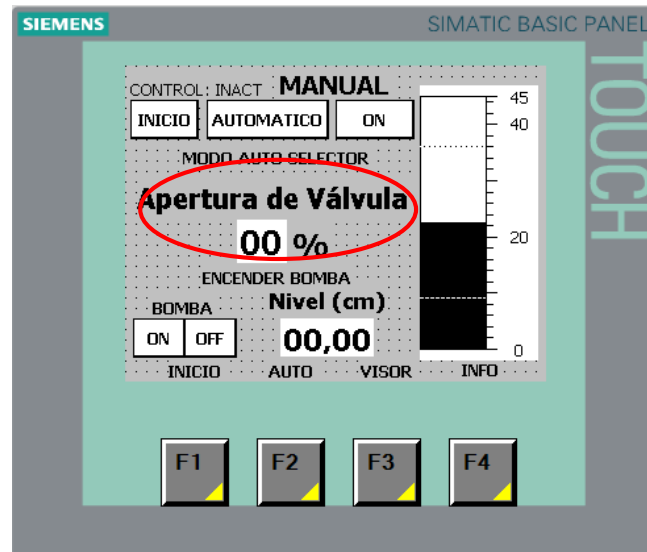 SIEMENS
SIMATIC BASIC PANEL
TOUCH
CONTROL: INACT MANUAL
INICIO AUTOMATICO ON
MODO AUTO SELECTOR
Apertura de Válvula
00 %
ENCENDER BOMBA
BOMBA Nivel (cm)
ON OFF 00,00
45
40
20
0
INICIO AUTO VISOR INFO
F1 F2 F3 F4